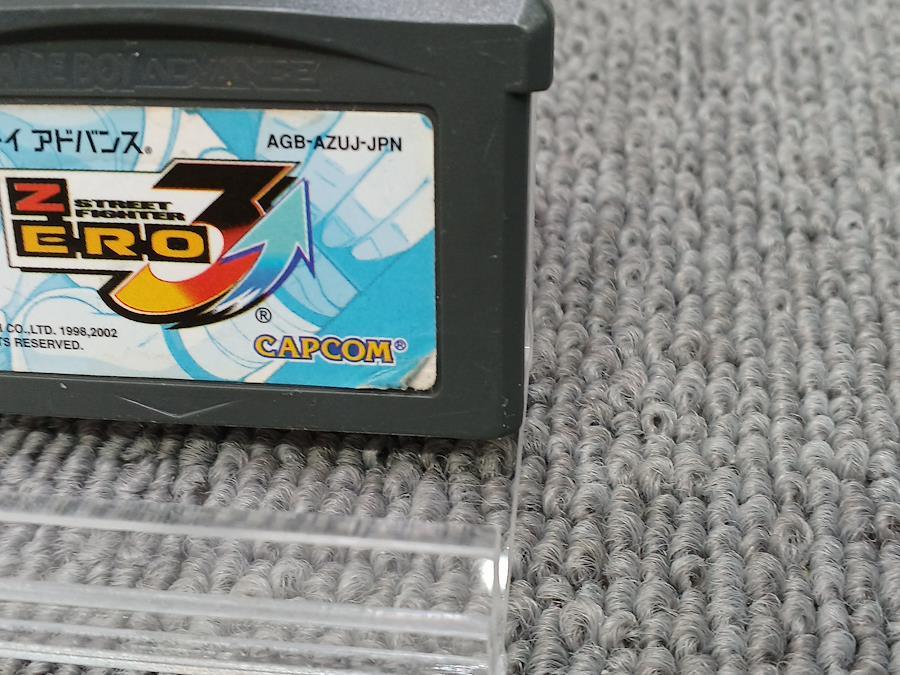 GAME BOY ADVANCE
イ アドバンス
AGB-AZUJ-JPN
Z
STREET
FIGHTER
ERO 3
®
CO.,LTD. 1998,2002
RESERVED.
CAPCOM®